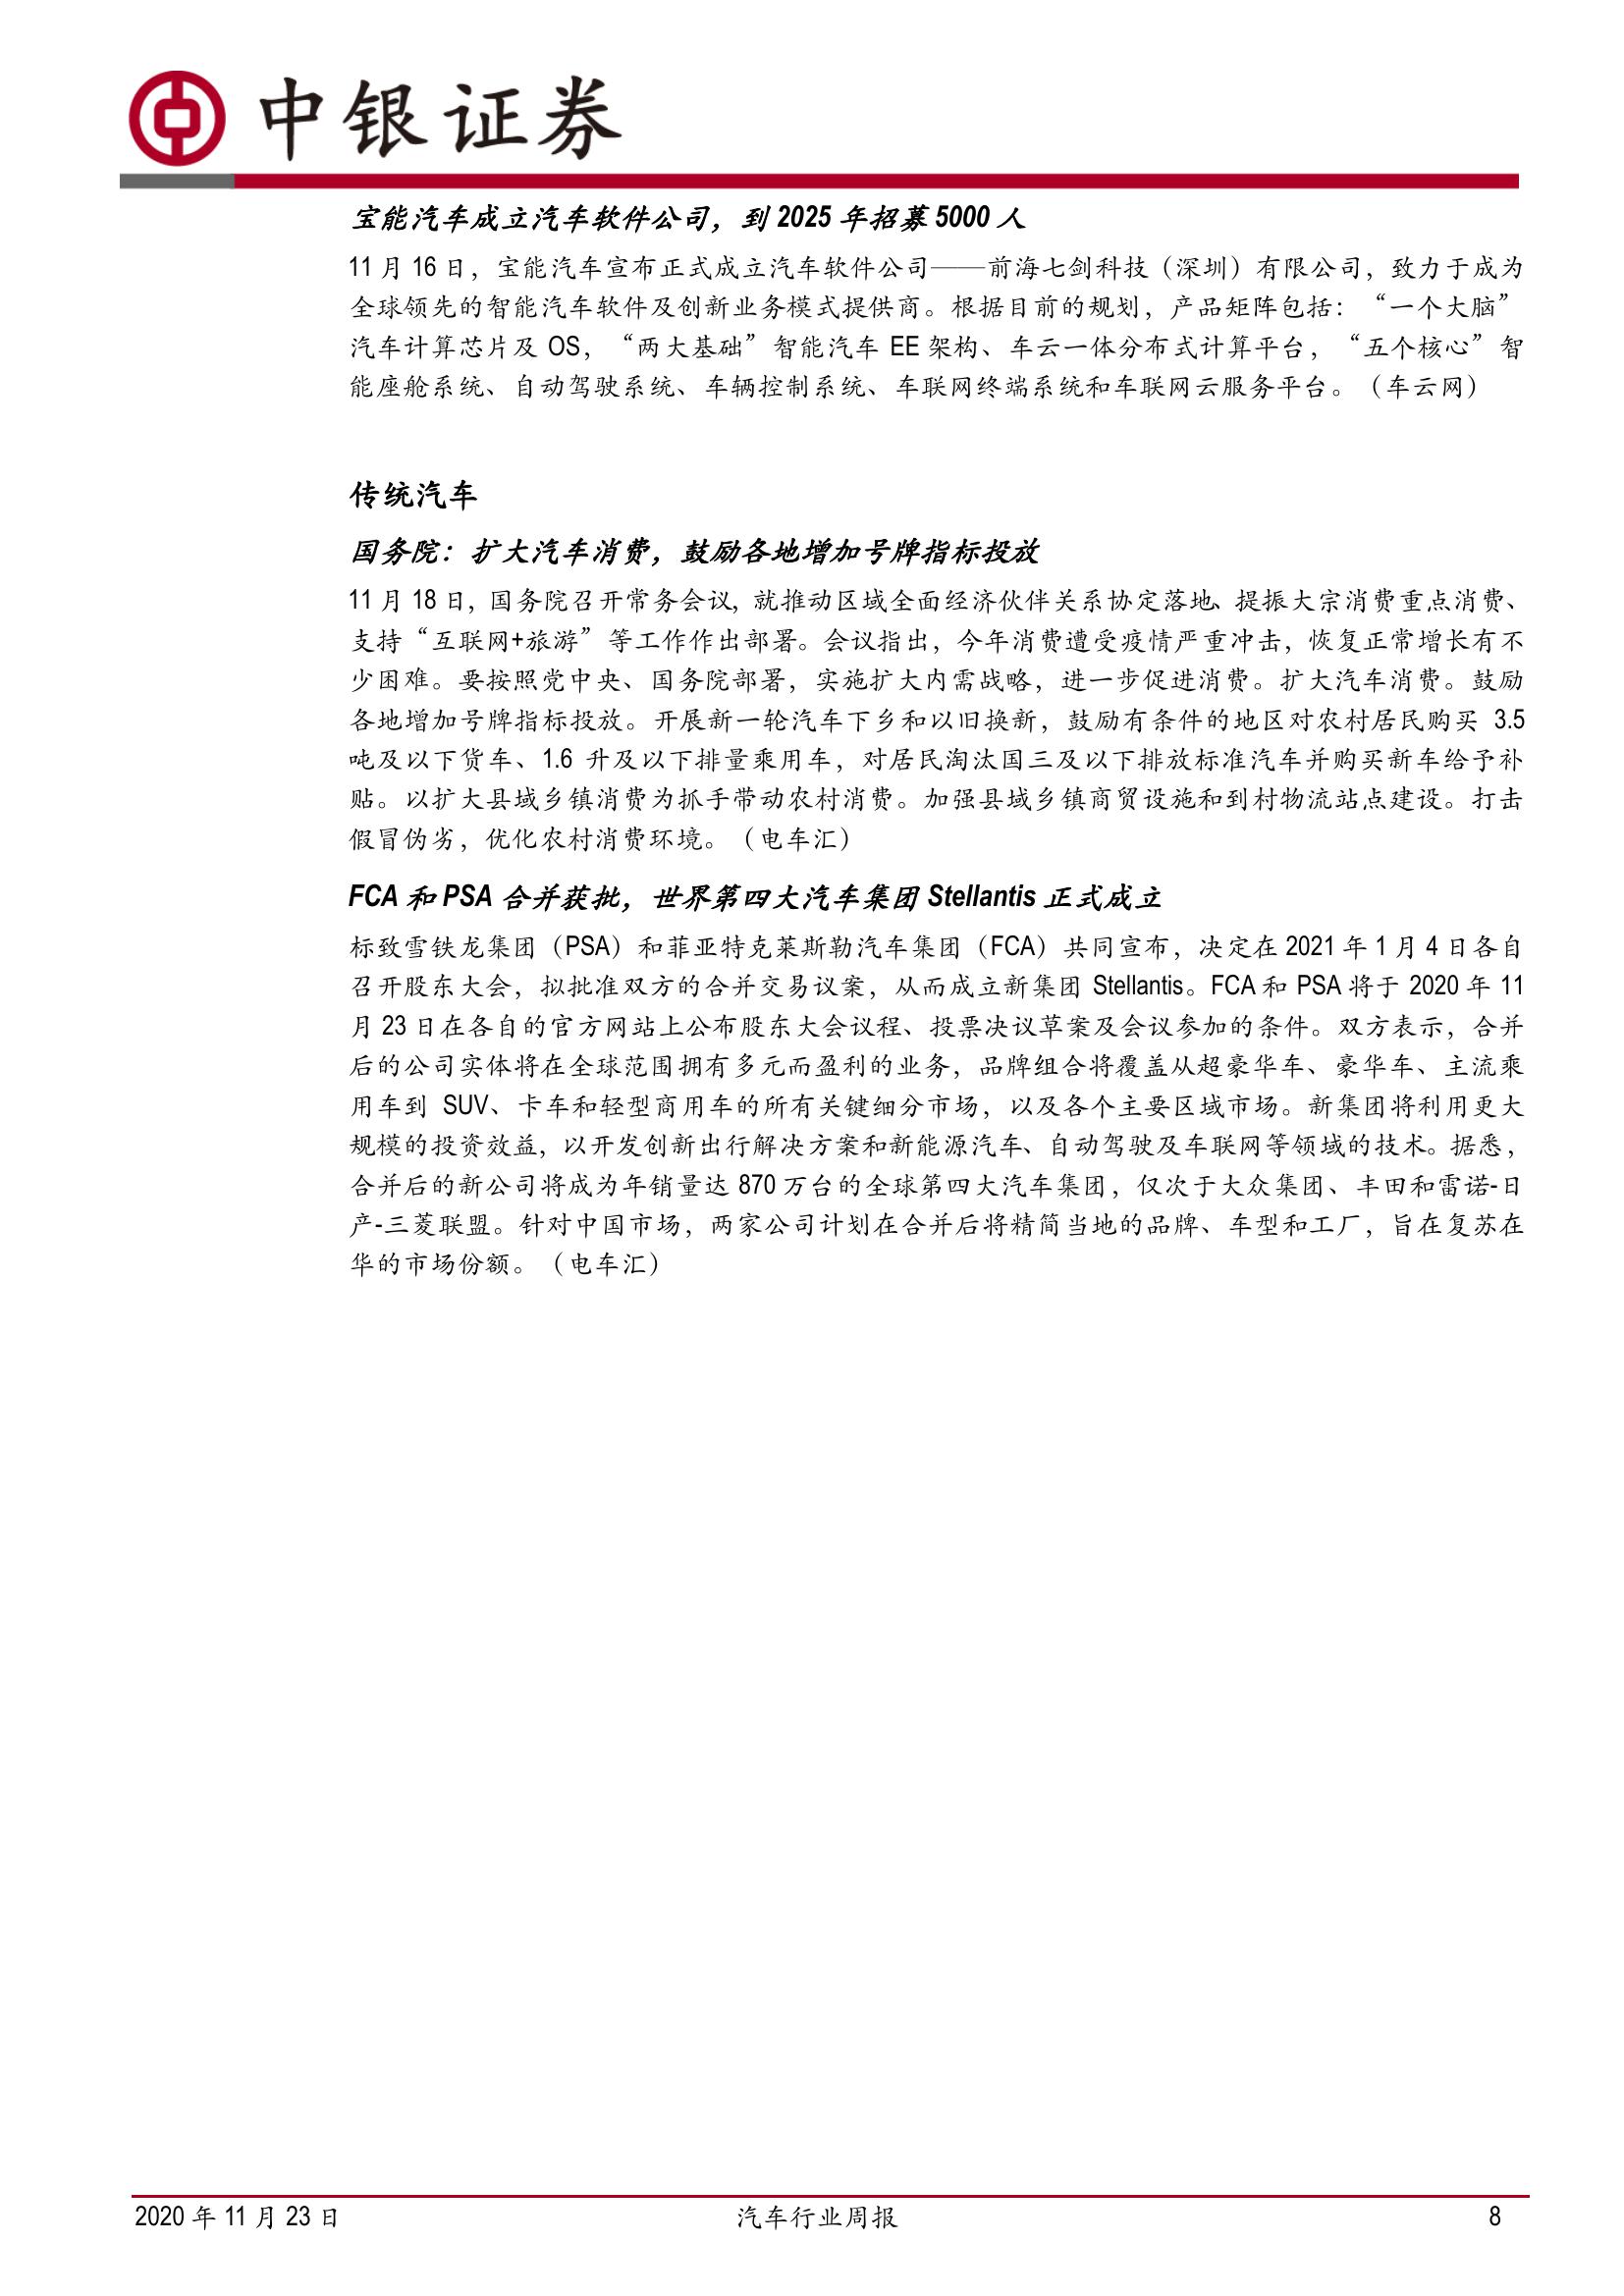 中银证券
宝能汽车成立汽车软件公司，到 2025 年招募 5000 人
11 月 16 日，宝能汽车宣布正式成立汽车软件公司——前海七剑科技（深圳）有限公司，致力于成为
全球领先的智能汽车软件及创新业务模式提供商。根据目前的规划，产品矩阵包括：“一个大脑”
汽车计算芯片及 OS，“两大基础”智能汽车 EE 架构、车云一体分布式计算平台，“五个核心”智
能座舱系统、自动驾驶系统、车辆控制系统、车联网终端系统和车联网云服务平台。（车云网）
传统汽车
国务院：扩大汽车消费，鼓励各地增加号牌指标投放
11 月 18 日，国务院召开常务会议，就推动区域全面经济伙伴关系协定落地、提振大宗消费重点消费、
支持“互联网+旅游”等工作作出部署。会议指出，今年消费遭受疫情严重冲击，恢复正常增长有不
少困难。要按照党中央、国务院部署，实施扩大内需战略，进一步促进消费。扩大汽车消费。鼓励
各地增加号牌指标投放。开展新一轮汽车下乡和以旧换新，鼓励有条件的地区对农村居民购买 3.5
吨及以下货车、1.6 升及以下排量乘用车，对居民淘汰国三及以下排放标准汽车并购买新车给予补
贴。以扩大县域乡镇消费为抓手带动农村消费。加强县域乡镇商贸设施和到村物流站点建设。打击
假冒伪劣，优化农村消费环境。（电车汇）
FCA 和 PSA 合并获批，世界第四大汽车集团 Stellantis 正式成立
标致雪铁龙集团（PSA）和菲亚特克莱斯勒汽车集团（FCA）共同宣布，决定在 2021 年 1 月 4 日各自
召开股东大会，拟批准双方的合并交易议案，从而成立新集团 Stellantis。FCA 和 PSA 将于 2020 年 11
月 23 日在各自的官方网站上公布股东大会议程、投票决议草案及会议参加的条件。双方表示，合并
后的公司实体将在全球范围拥有多元而盈利的业务，品牌组合将覆盖从超豪华车、豪华车、主流乘
用车到 SUV、卡车和轻型商用车的所有关键细分市场，以及各个主要区域市场。新集团将利用更大
规模的投资效益，以开发创新出行解决方案和新能源汽车、自动驾驶及车联网等领域的技术。据悉，
合并后的新公司将成为年销量达 870 万台的全球第四大汽车集团，仅次于大众集团、丰田和雷诺-日
产-三菱联盟。针对中国市场，两家公司计划在合并后将精简当地的品牌、车型和工厂，旨在复苏在
华的市场份额。（电车汇）
2020 年 11 月 23 日 汽车行业周报 8